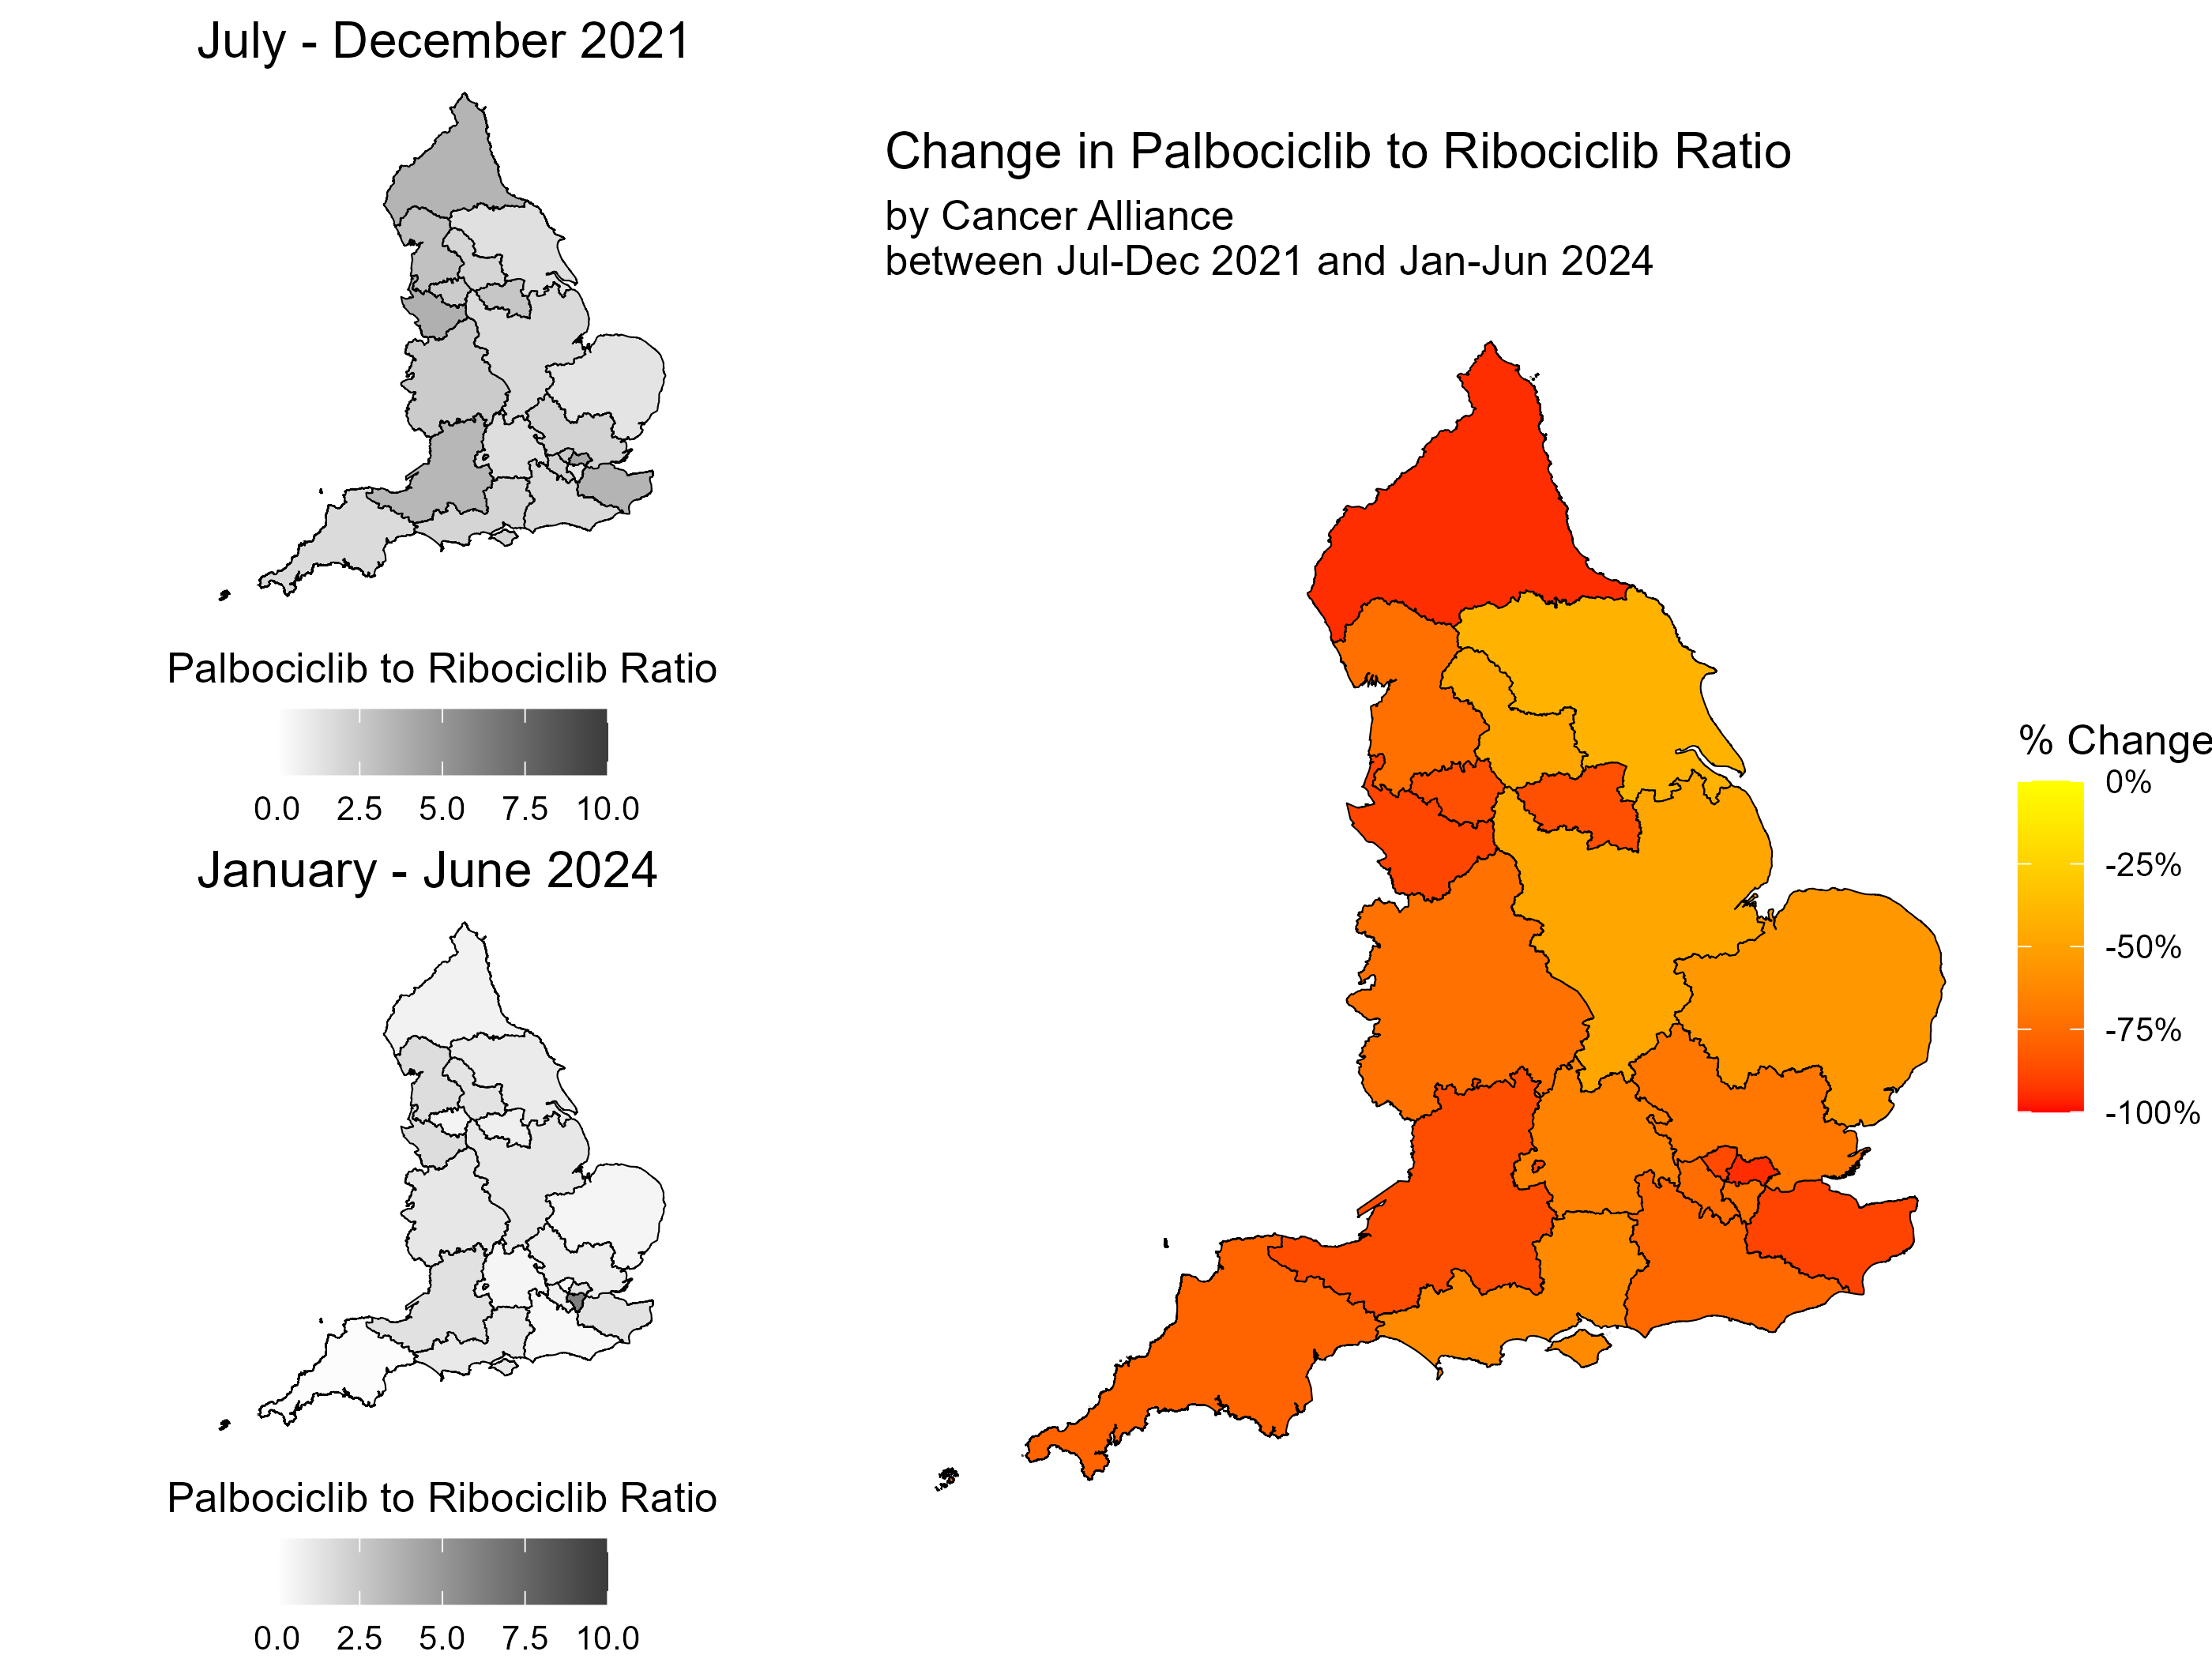 July - December 2021
Palbociclib to Ribociclib Ratio
0.0 2.5 5.0 7.5 10.0
January - June 2024
Palbociclib to Ribociclib Ratio
0.0 2.5 5.0 7.5 10.0
Change in Palbociclib to Ribociclib Ratio
by Cancer Alliance
between Jul-Dec 2021 and Jan-Jun 2024
% Change
0%
-25%
-50%
-75%
-100%